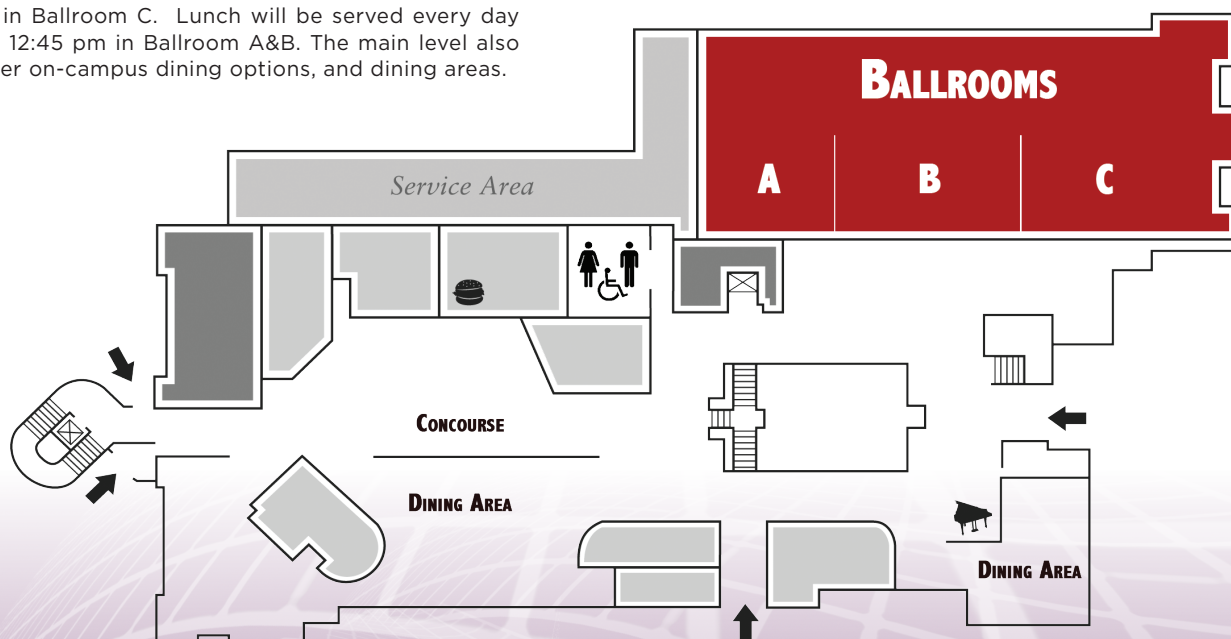 in Ballroom C. Lunch will be served every day
12:45 pm in Ballroom A&B. The main level also
er on-campus dining options, and dining areas.
BALLROOMS
A B C
Service Area
CONCOURSE
DINING AREA
DINING AREA